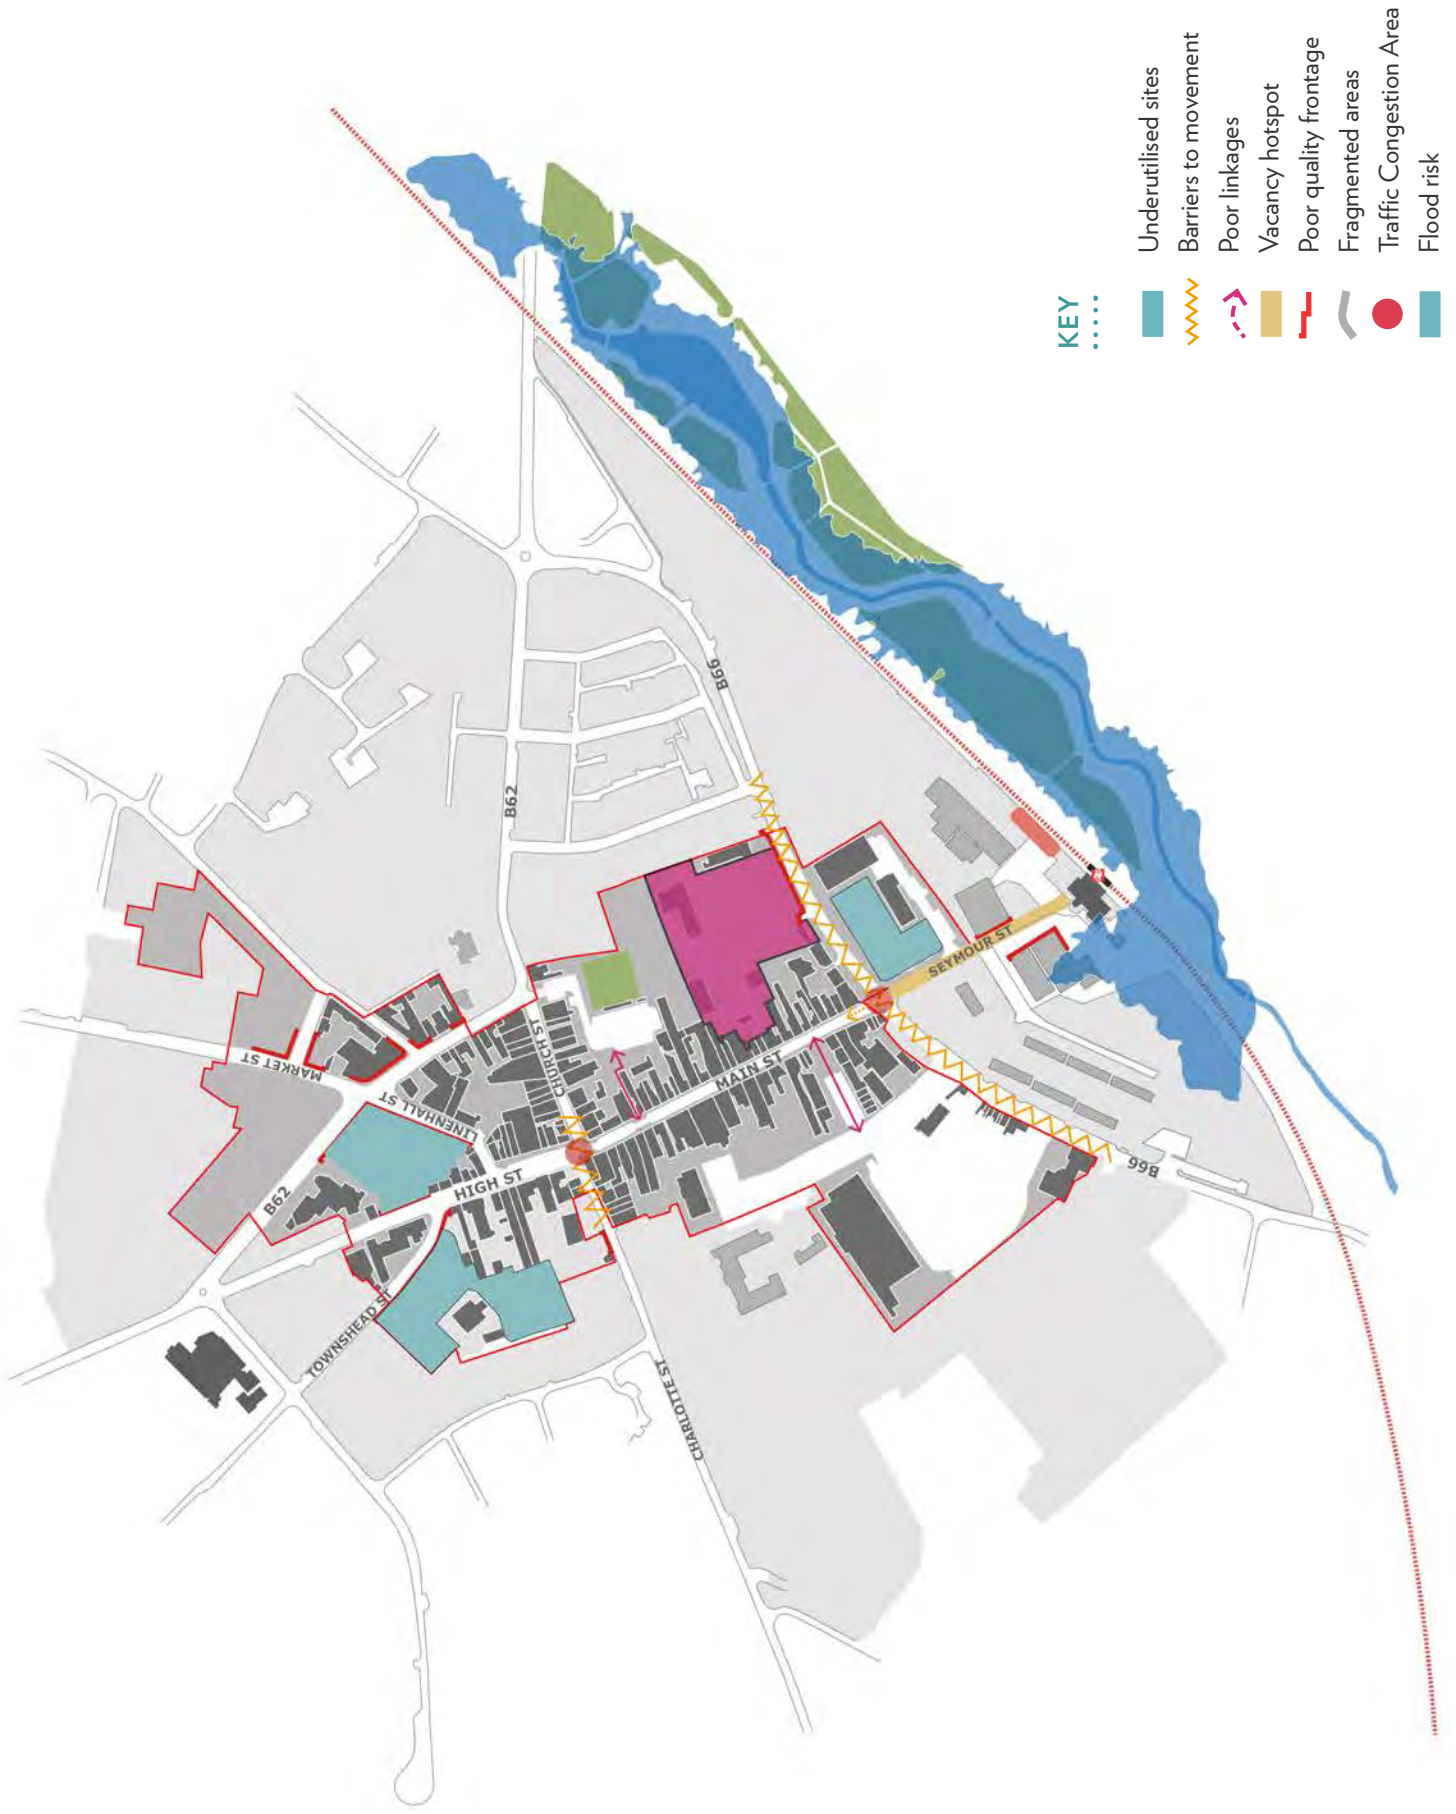 KEY
Underutilised sites
Barriers to movement
Poor linkages
Vacancy hotspot
Poor quality frontage
Fragmented areas
Traffic Congestion Area
Flood risk
MARKET ST
LINENHALL ST
B62
HIGH ST
TOWNSHEAD ST
CHURCH ST
B62
B66
MAIN ST
SEYMOUR ST
B66
CHARLOTTE ST